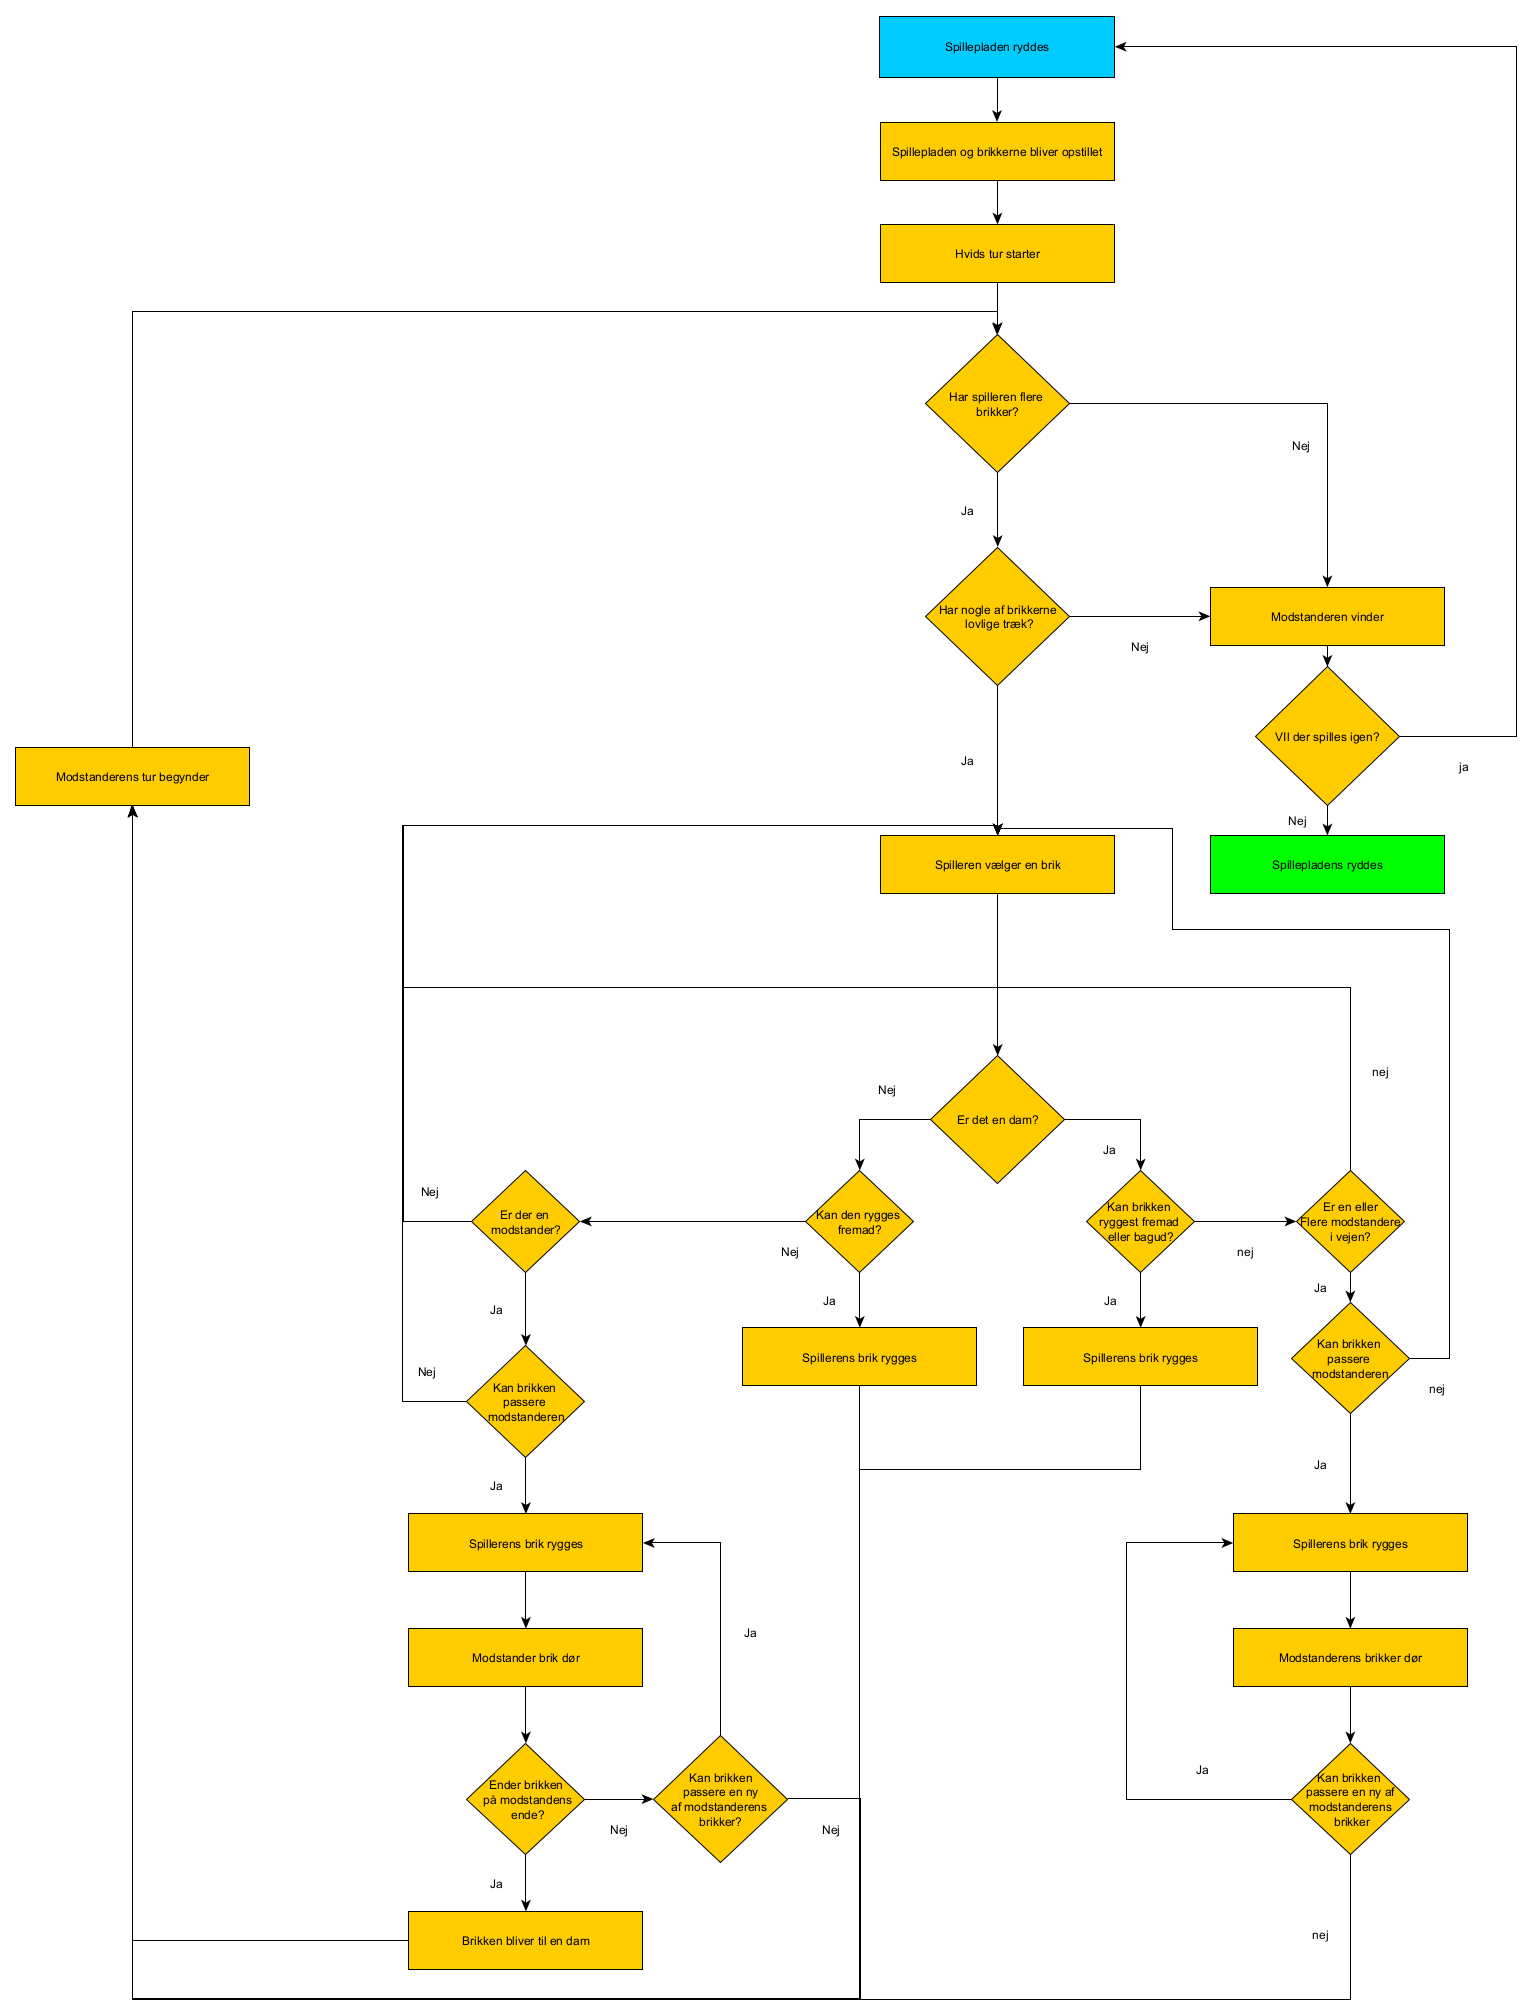 Spillepladen ryddes
Spillepladen og brikkerne bliver opstillet
Hvids tur starter
Har spilleren flere
brikker?
Nej
Ja
Har nogle af brikkerne
lovlige træk?
Nej
Modstanderen vinder
VII der spilles igen?
ja
Ja
Modstanderens tur begynder
Nej
Spilleren vælger en brik
Spillepladens ryddes
nej
Nej
Er det en dam?
Ja
Nej
Er der en
modstander?
Kan den rygges
fremad?
Nej
Kan brikken
ryggest fremad
eller bagud?
nej
Er en eller
Flere modstandere
i vejen?
Ja
Ja
Ja
Ja
Nej
Kan brikken
passere
modstanderen
Spillerens brik rygges
Spillerens brik rygges
Kan brikken
passere
modstanderen
nej
Ja
Ja
Spillerens brik rygges
Spillerens brik rygges
Ja
Modstander brik dør
Modstanderens brikker dør
Ender brikken
på modstandens
ende?
Nej
Kan brikken
passere en ny
af modstanderens
brikker?
Nej
Ja
Kan brikken
passere en ny af
modstanderens
brikker
Ja
Brikken bliver til en dam
nej